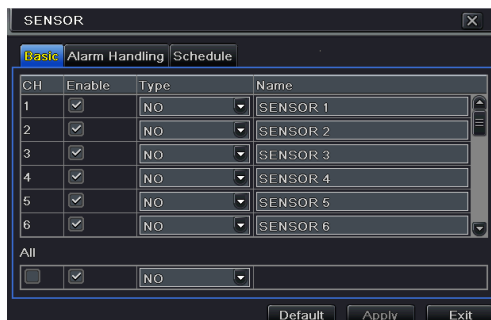 SENSOR
Basic Alarm Handling Schedule
CH Enable Type Name
1 NO SENSOR 1
2 NO SENSOR 2
3 NO SENSOR 3
4 NO SENSOR 4
5 NO SENSOR 5
6 NO SENSOR 6
All
NO
Default Apply Exit